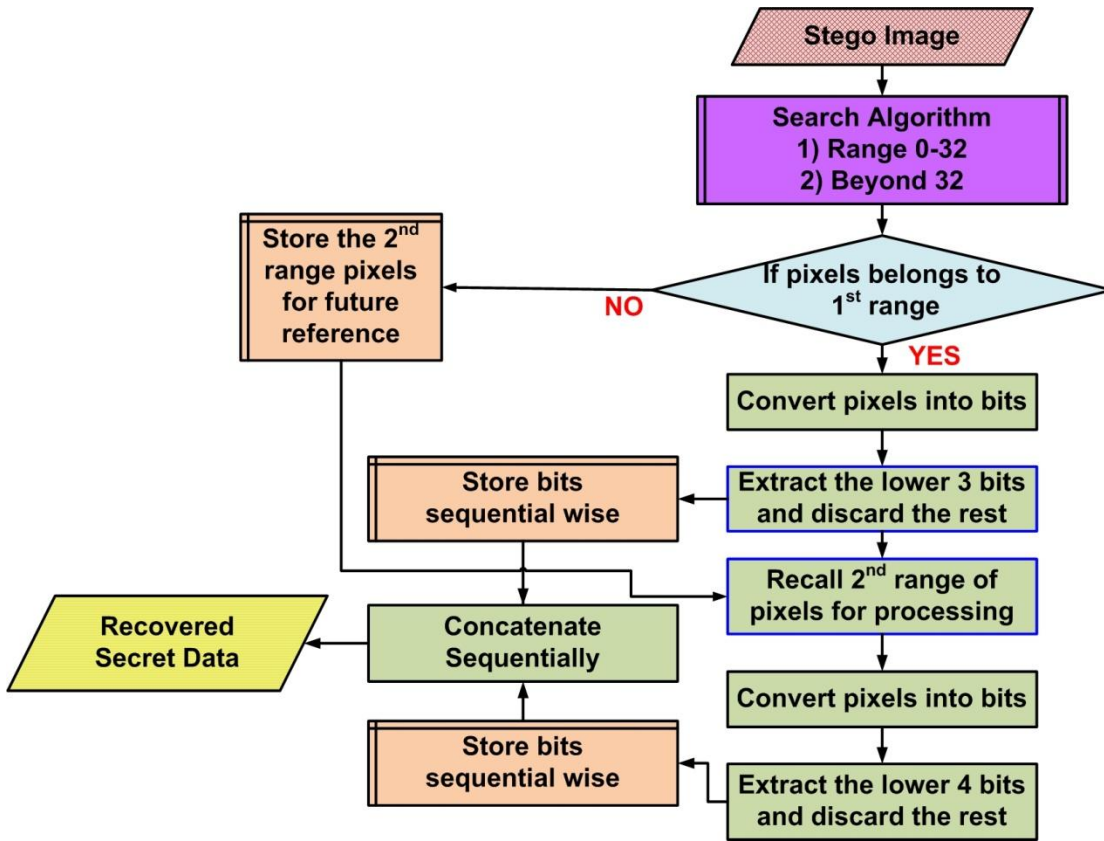 Stego Image
Search Algorithm
1) Range 0-32
2) Beyond 32
If pixels belongs to
1st range
NO
YES
Store the 2nd
range pixels
for future
reference
Convert pixels into bits
Extract the lower 3 bits
and discard the rest
Store bits
sequential wise
Recall 2nd range of
pixels for processing
Concatenate
Sequentially
Recovered
Secret Data
Convert pixels into bits
Extract the lower 4 bits
and discard the rest
Store bits
sequential wise